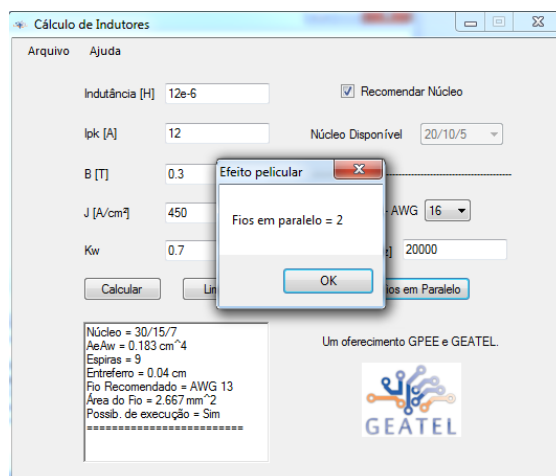 Cálculo de Indutores
Arquivo Ajuda
Indutância [H] 12e-6
Recomendar Núcleo
Ipk [A] 12
Núcleo Disponível 20/10/5
B [T] 0.3
J [A/cm²] 450
AWG 16
Kw 0.7
20000
Efeito pelicular
Fios em paralelo = 2
OK
Calcular
em Paralelo
Núcleo = 30/15/7
AeAw = 0.183 cm^4
Espiras = 9
Entreferro = 0.04 cm
Fio Recomendado = AWG 13
Área do Fio = 2.667 mm^2
Possib. de execução = Sim
=========================
Um oferecimento GPEE e GEATEL.
GEATEL